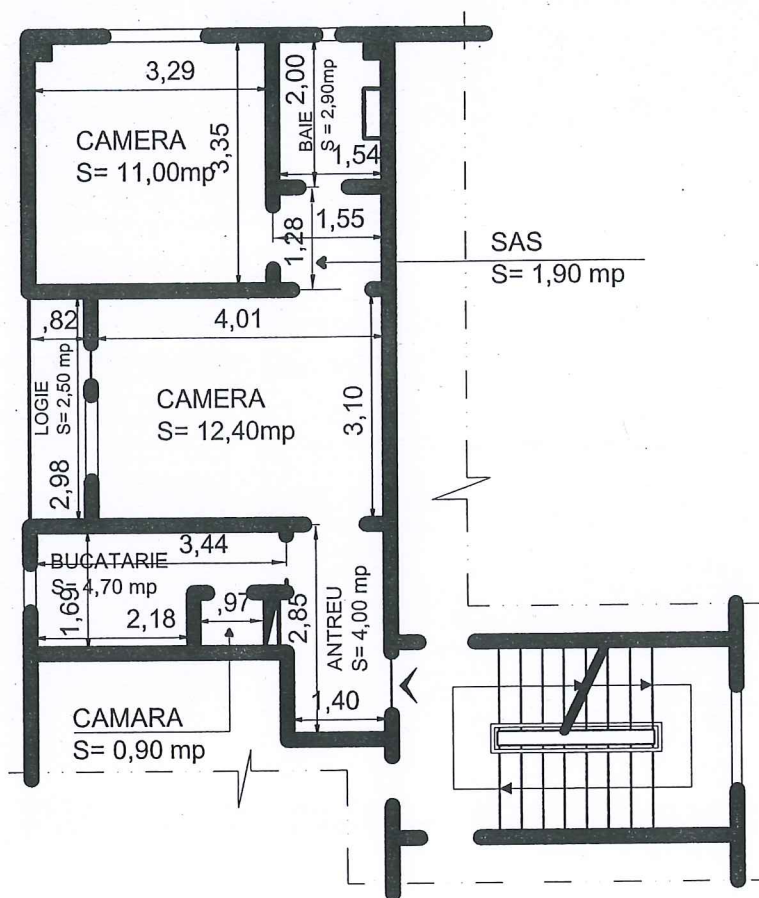 3,29
CAMERA
S= 11,00mp
3,35
BAIE
2,00
S = 2,90mp
1,54
1,55
1,28
SAS
S= 1,90 mp
,82
LOGIE
S= 2,50 mp
2,98
4,01
CAMERA
S= 12,40mp
3,10
3,44
BUCATARIE
S= 4,70 mp
1,69
2,18
,97
2,85
ANTREU
S= 4,00 mp
1,40
CAMARA
S= 0,90 mp